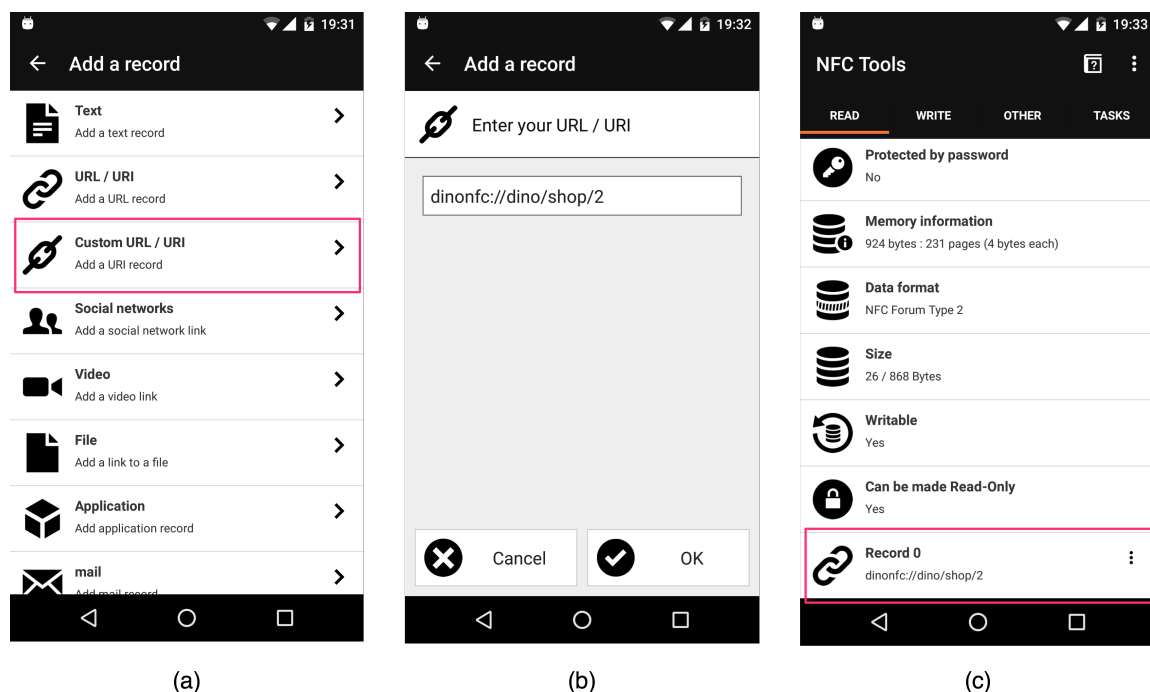 19:31
Add a record
Text
Add a text record
URL / URI
Add a URL record
Custom URL / URI
Add a URI record
Social networks
Add a social network link
Video
Add a video link
File
Add a link to a file
Application
Add application record
mail
Add mail record
(a)
19:32
Add a record
Enter your URL / URI
dinonfc://dino/shop/2
Cancel
OK
(b)
19:33
NFC Tools
?
READ WRITE OTHER TASKS
Protected by password
No
Memory information
924 bytes : 231 pages (4 bytes each)
Data format
NFC Forum Type 2
Size
26 / 868 Bytes
Writable
Yes
Can be made Read-Only
Yes
Record 0
dinonfc://dino/shop/2
(c)